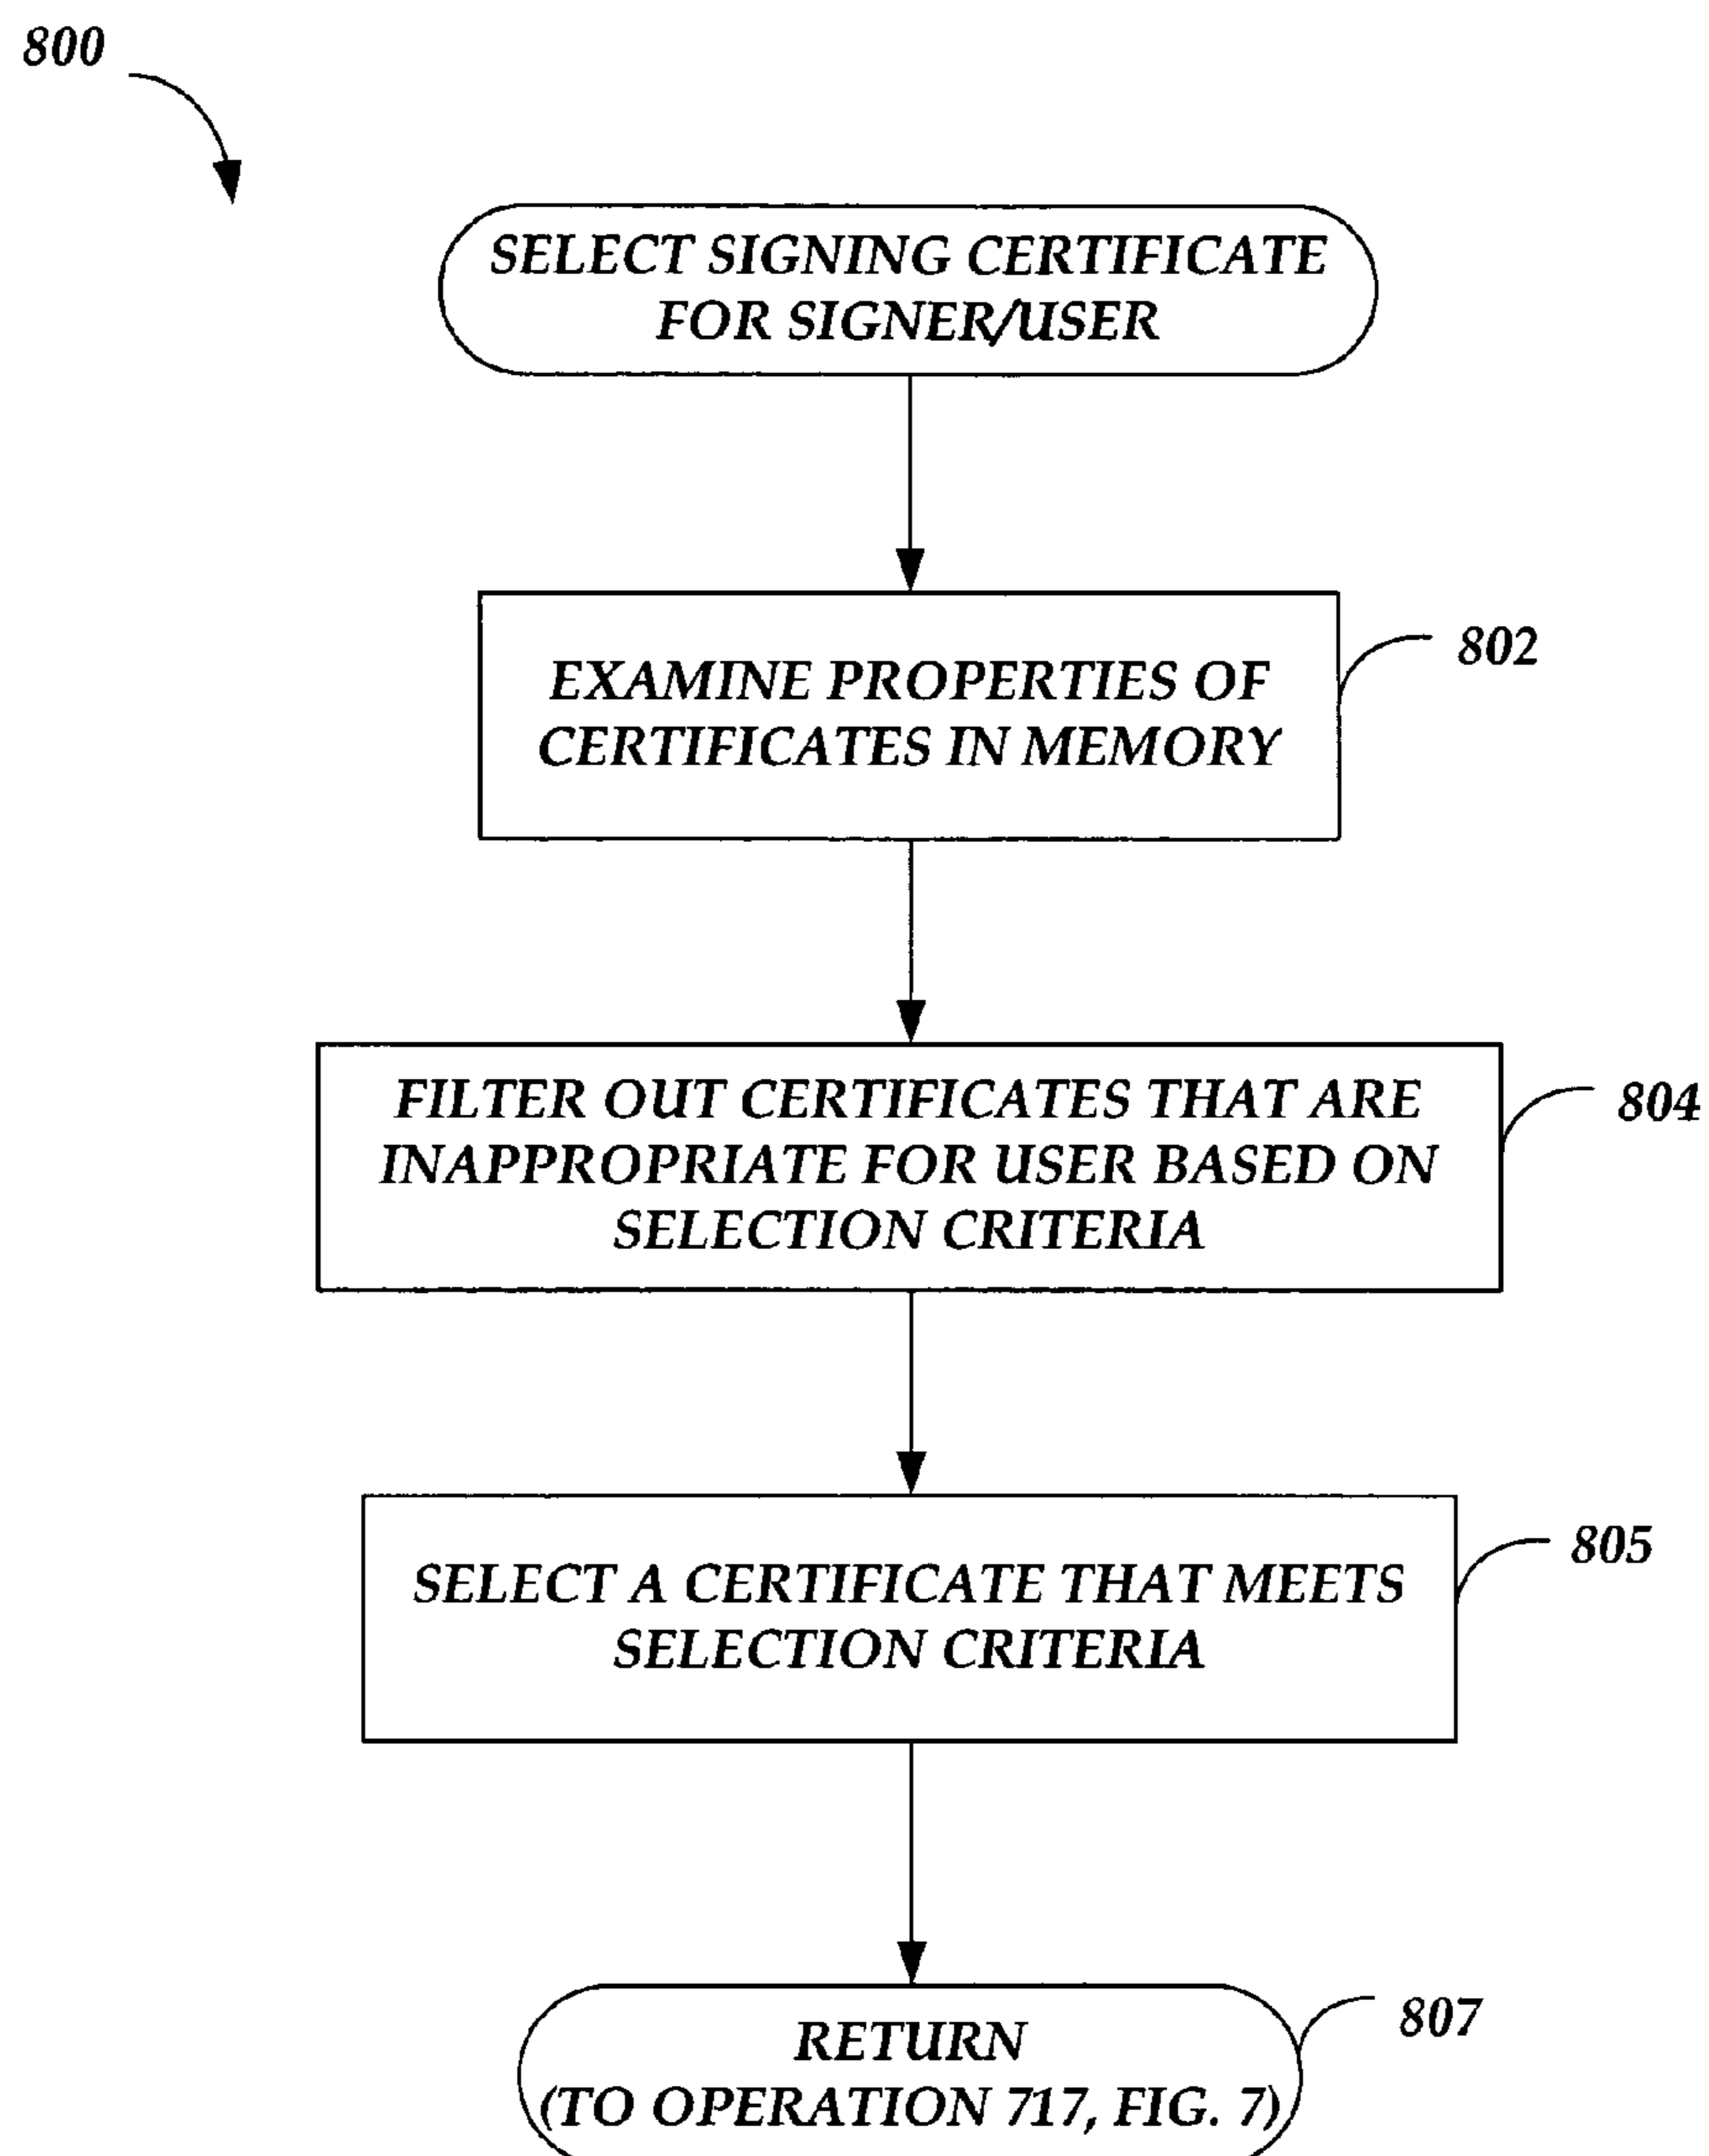 800
SELECT SIGNING CERTIFICATE
FOR SIGNER/USER
EXAMINE PROPERTIES OF
CERTIFICATES IN MEMORY
802
FILTER OUT CERTIFICATES THAT ARE
INAPPROPRIATE FOR USER BASED ON
SELECTION CRITERIA
804
SELECT A CERTIFICATE THAT MEETS
SELECTION CRITERIA
805
RETURN
(TO OPERATION 717, FIG. 7)
807